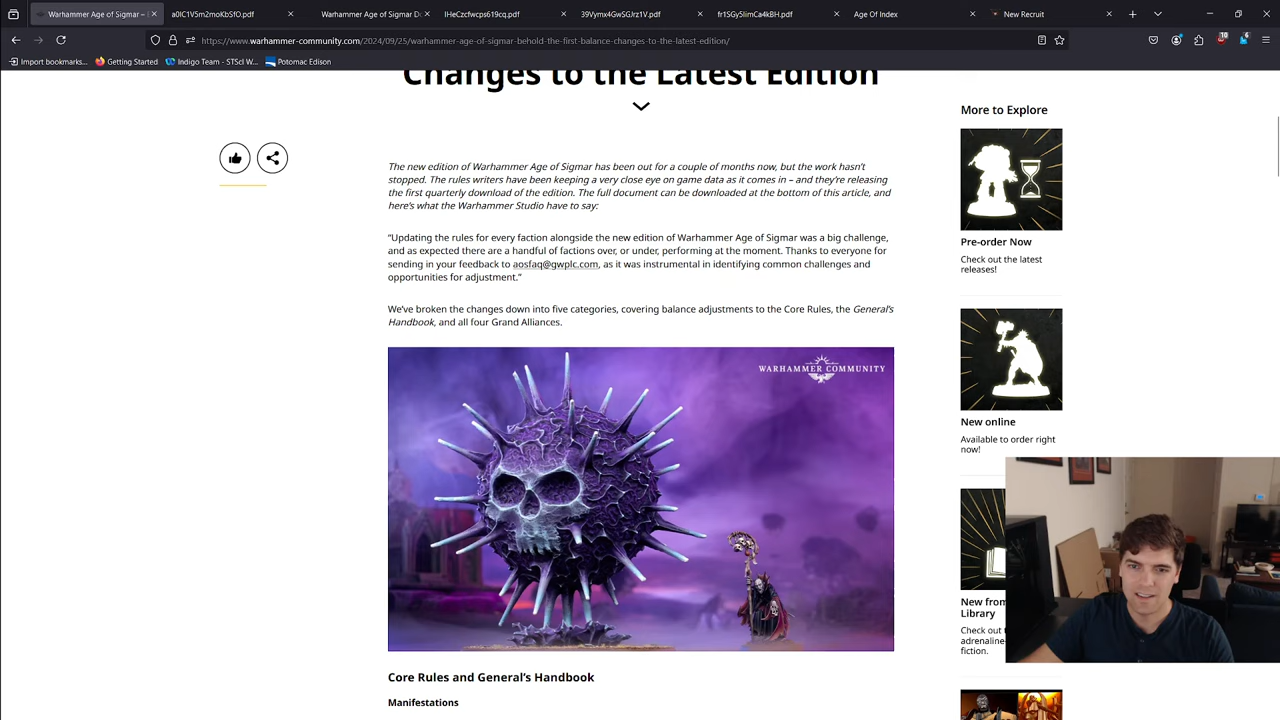 Warhammer Age of Sigmar –
a0IC1V5m2moKbSfO.pdf
Warhammer Age of Sigmar D
IHeCzcfwcps619cq.pdf
39Vymx4GwSGJrz1V.pdf
fr1SGy5limCa4kBH.pdf
Age Of Index
New Recruit
https://www.warhammer-community.com/2024/09/25/warhammer-age-of-sigmar-behold-the-first-balance-changes-to-the-latest-edition/
10
6
Import bookmarks...
Getting Started
Indigo Team - STScI W...
Potomac Edison
Changes to the Latest Edition
The new edition of Warhammer Age of Sigmar has been out for a couple of months now, but the work hasn't
stopped. The rules writers have been keeping a very close eye on game data as it comes in – and they're releasing
the first quarterly download of the edition. The full document can be downloaded at the bottom of this article, and
here's what the Warhammer Studio have to say:
"Updating the rules for every faction alongside the new edition of Warhammer Age of Sigmar was a big challenge,
and as expected there are a handful of factions over, or under, performing at the moment. Thanks to everyone for
sending in your feedback to aosfaq@gwplc.com, as it was instrumental in identifying common challenges and
opportunities for adjustment."
We've broken the changes down into five categories, covering balance adjustments to the Core Rules, the General's
Handbook, and all four Grand Alliances.
WARHAMMER COMMUNITY
Core Rules and General's Handbook
Manifestations
More to Explore
Pre-order Now
Check out the latest
releases!
New online
Available to order right
now!
New from
Library
Check out
adrenaline-
fiction.